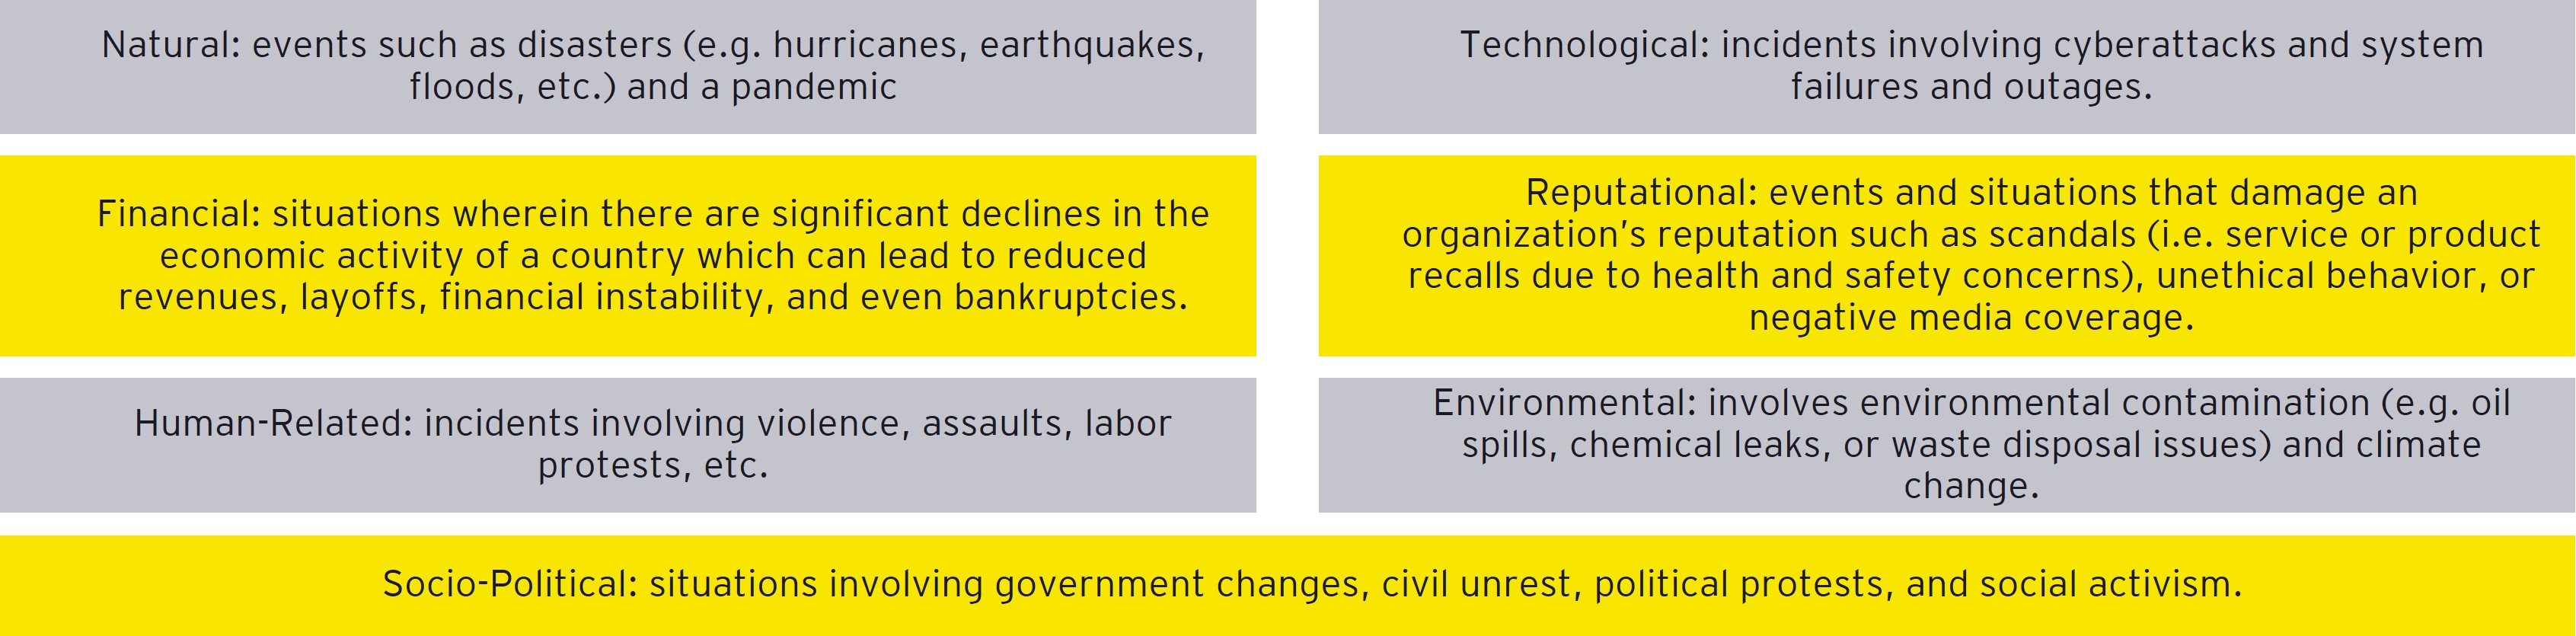 Natural: events such as disasters (e.g. hurricanes, earthquakes,
floods, etc.) and a pandemic
Technological: incidents involving cyberattacks and system
failures and outages.
Financial: situations wherein there are significant declines in the
economic activity of a country which can lead to reduced
revenues, layoffs, financial instability, and even bankruptcies.
Reputational: events and situations that damage an
organization's reputation such as scandals (i.e. service or product
recalls due to health and safety concerns), unethical behavior, or
negative media coverage.
Human-Related: incidents involving violence, assaults, labor
protests, etc.
Environmental: involves environmental contamination (e.g. oil
spills, chemical leaks, or waste disposal issues) and climate
change.
Socio-Political: situations involving government changes, civil unrest, political protests, and social activism.